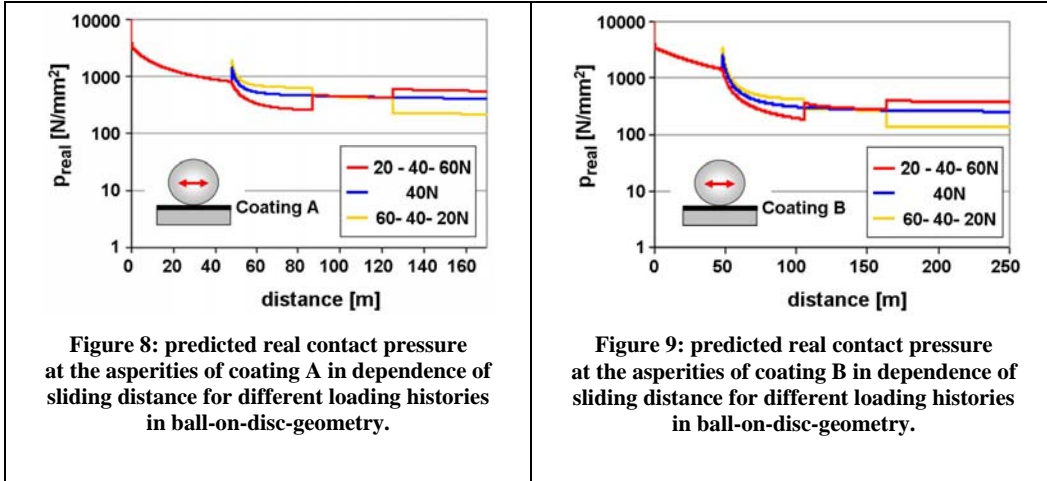 10000
1000
100
10
1
p_real [N/mm²]
Coating A
20 - 40- 60N
40N
60- 40- 20N
0 20 40 60 80 100 120 140 160
distance [m]
Figure 8: predicted real contact pressure
at the asperities of coating A in dependence of
sliding distance for different loading histories
in ball-on-disc-geometry.
10000
1000
100
10
1
p_real [N/mm²]
Coating B
20 - 40- 60N
40N
60- 40- 20N
0 50 100 150 200 250
distance [m]
Figure 9: predicted real contact pressure
at the asperities of coating B in dependence of
sliding distance for different loading histories
in ball-on-disc-geometry.